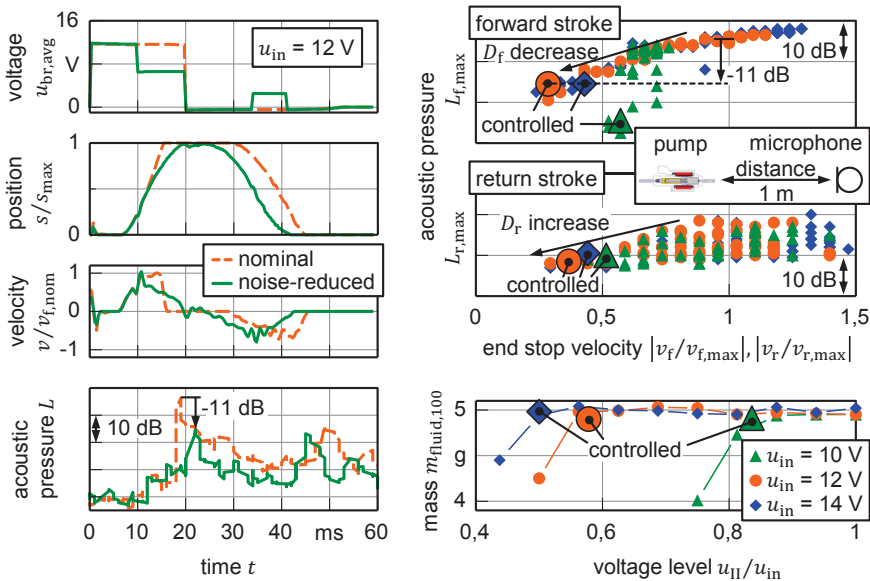 16
V
0
voltage
u_br,avg
u_in = 12 V
1
0
position
s/s_max
nominal
noise-reduced
1
0
-1
velocity
v/v_f,nom
-11 dB
10 dB
acoustic
pressure L
0 10 20 30 40 ms 60
time t
forward stroke
D_f decrease
10 dB
-11 dB
controlled
L_f,max
acoustic pressure
pump
microphone
distance
1 m
return stroke
D_r increase
L_r,max
controlled
10 dB
0 0,5 1 1,5
end stop velocity |v_f/v_f,max|, |v_r/v_r,max|
5
g
4
mass m_fluid,100
controlled
u_in = 10 V
u_in = 12 V
u_in = 14 V
0,4 0,6 0,8 1
voltage level u_II/u_in